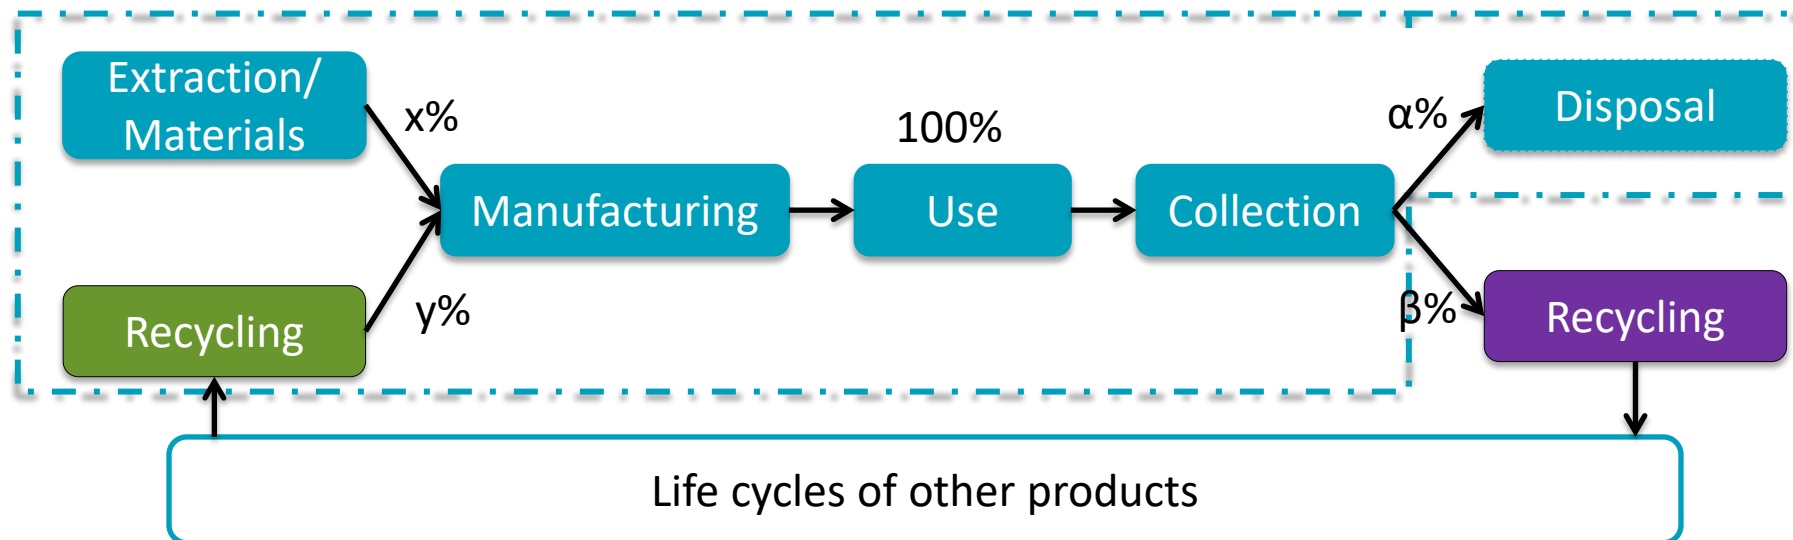 Extraction/
Materials
x%
100%
α%
Disposal
Manufacturing
Use
Collection
Recycling
y%
β%
Recycling
Life cycles of other products